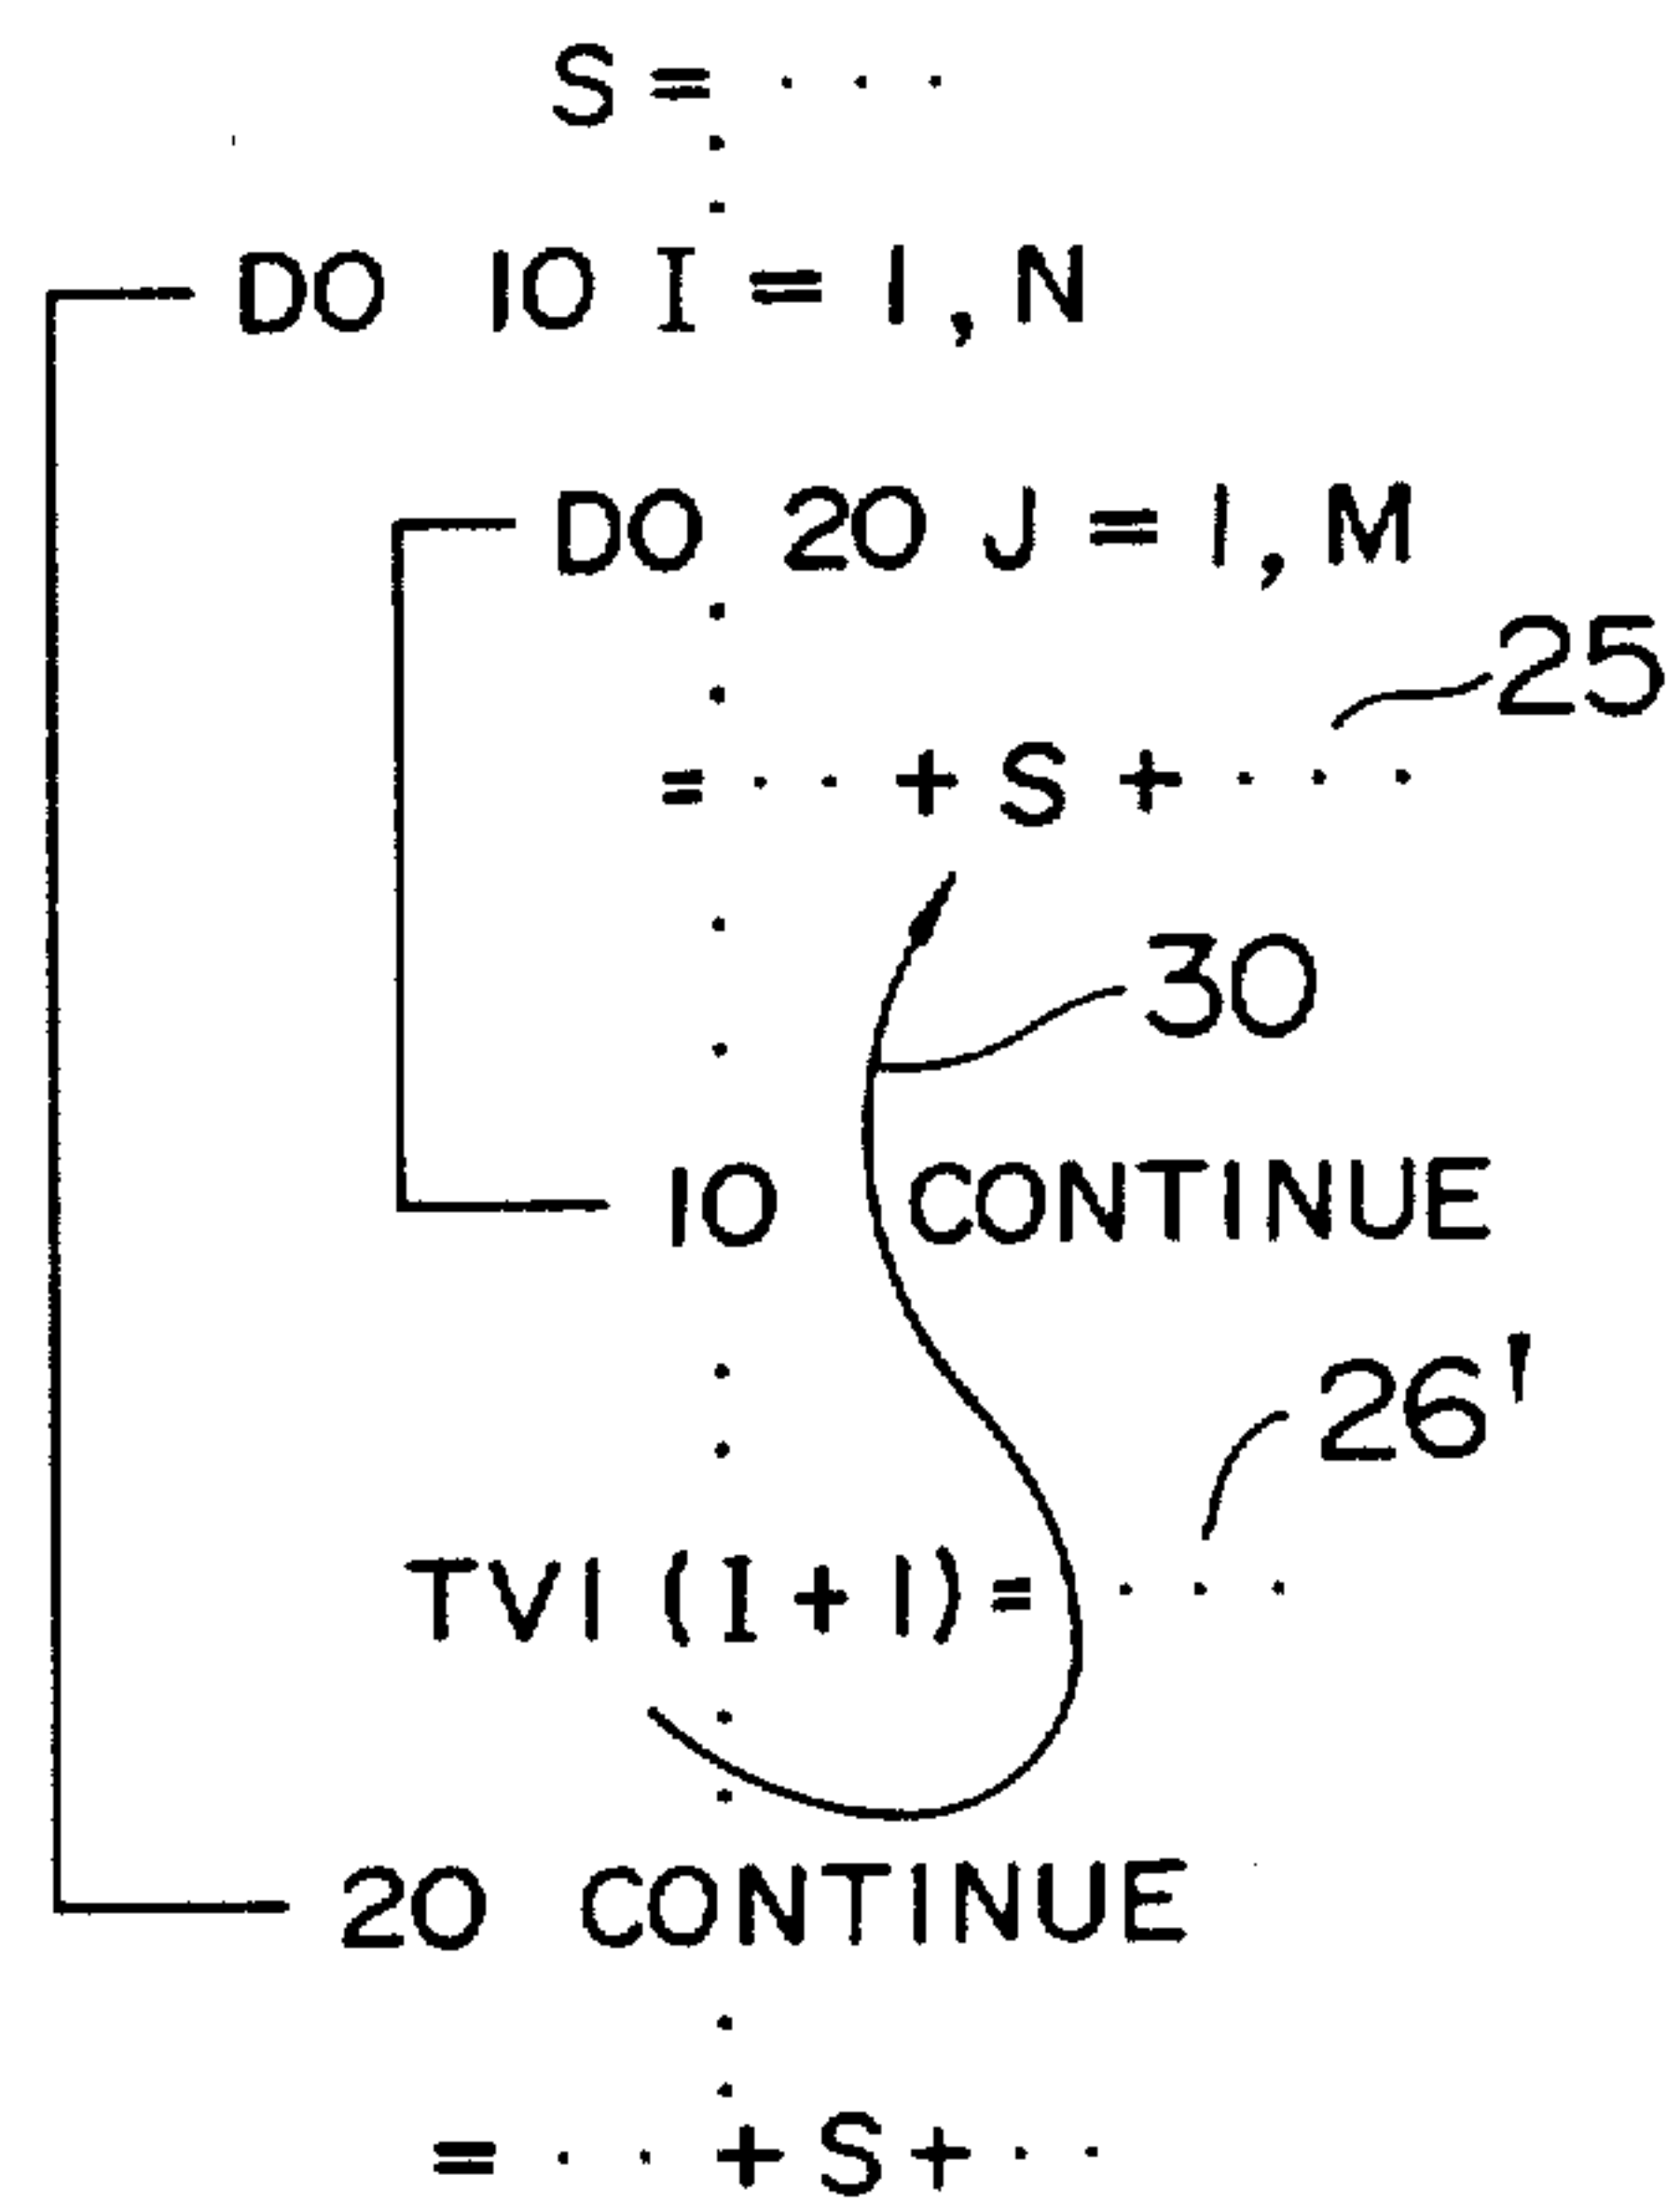 S = . . .
DO 10 I = 1, N
DO 20 J = 1, M
25
= . . + S + . . .
30
10 CONTINUE
26'
TV1 (I + 1) = . . .
20 CONTINUE
= . . + S + . .